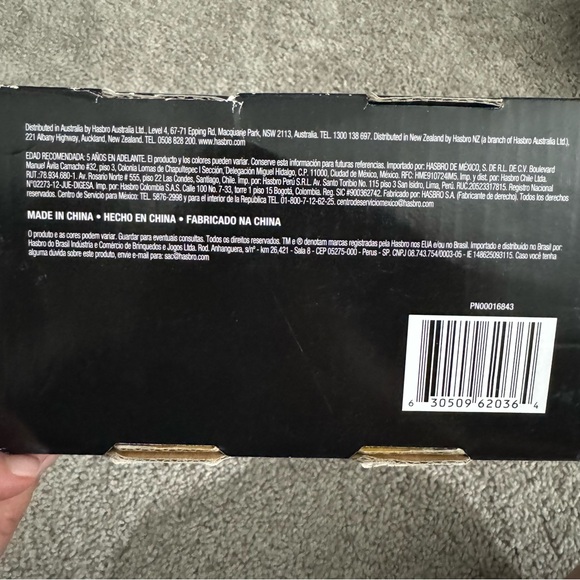 Distributed in Australia by Hasbro Australia Ltd., Level 4, 67-71 Epping Rd, Macquarie Park, NSW 2113, Australia. TEL. 1300 138 697. Distributed in New Zealand by Hasbro NZ (a branch of Hasbro Australia Ltd.),
221 Albany Highway, Auckland, New Zealand. TEL. 0508 828 200. www.hasbro.com
EDAD RECOMENDADA: 5 AÑOS EN ADELANTE. El producto y los colores pueden variar. Conserve esta información para futuras referencias. Importado por: HASBRO DE MÉXICO, S. DE R.L. DE C.V. Boulevard
Manuel Ávila Camacho #32, piso 3, Colonia Lomas de Chapultepec I Sección, Delegación Miguel Hidalgo, C.P. 11000, Ciudad de México, México. RFC: HME910724IM5. Imp. y dist. por: Hasbro Chile Ltda.
RUT.:78.934.680-1. Av. Rosario Norte # 555, piso 22 Las Condes, Santiago, Chile. Imp. por: Hasbro Perú S.R.L. Av. Santo Toribio No. 115 piso 3 San Isidro, Lima, Perú, RUC.20523317815. Registro Nacional
N°02273-12-JUE-DIGESA. Imp. por: Hasbro Colombia S.A.S. Calle 100 No. 7-33, torre 1 piso 15 Bogotá, Colombia. Reg. SIC #900362742. Fabricado por: HASBRO S.A. (Fabricante de derecho). Todos los derechos
reservados. Servicio para México: TEL. 5876-2998 y para el interior de la República TEL. 01-800-7-12-62-25. centrodeserviciomexico@hasbro.com
MADE IN CHINA • HECHO EN CHINA • FABRICADO NA CHINA
O produto e as cores podem variar. Guardar para eventuais consultas. Todos os direitos reservados. TM e ® denotam marcas registradas pela Hasbro nos EUA e/ou no Brasil. Importado e distribuído no Brasil por:
Hasbro do Brasil Indústria e Comércio de Brinquedos e Jogos Ltda. Rod. Anhanguera, s/nº - km 26,421 - Sala 8 - CEP 05275-000 - Perus - SP. CNPJ 08.743.754/0003-05 - IE 148625093115. Caso você tenha
alguma dúvida sobre este produto, envie e-mail para: sac@hasbro.com.
PN00016843
6 30509 62036 4